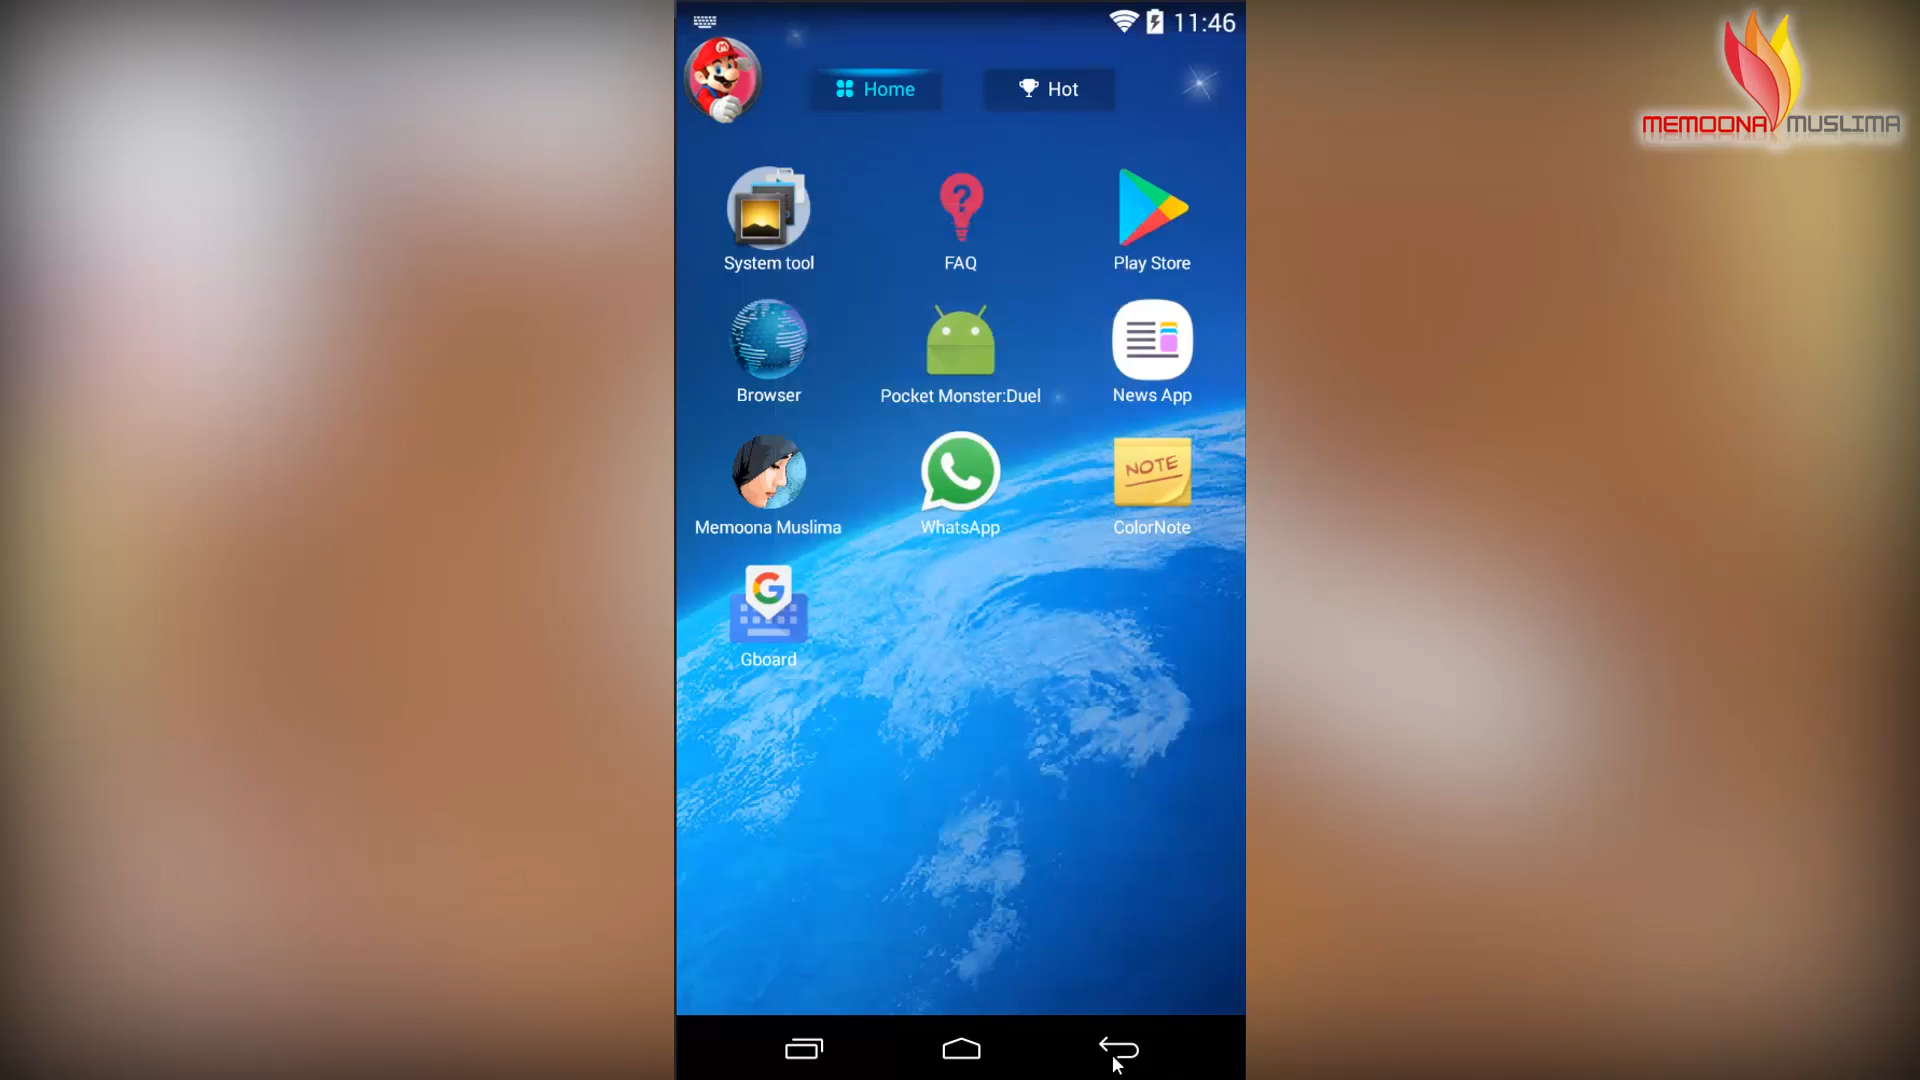 11:46
Home
Hot
MEMOONA MUSLIMA
System tool
FAQ
Play Store
Browser
Pocket Monster:Duel
News App
NOTE
Memoona Muslima
WhatsApp
ColorNote
G
Gboard